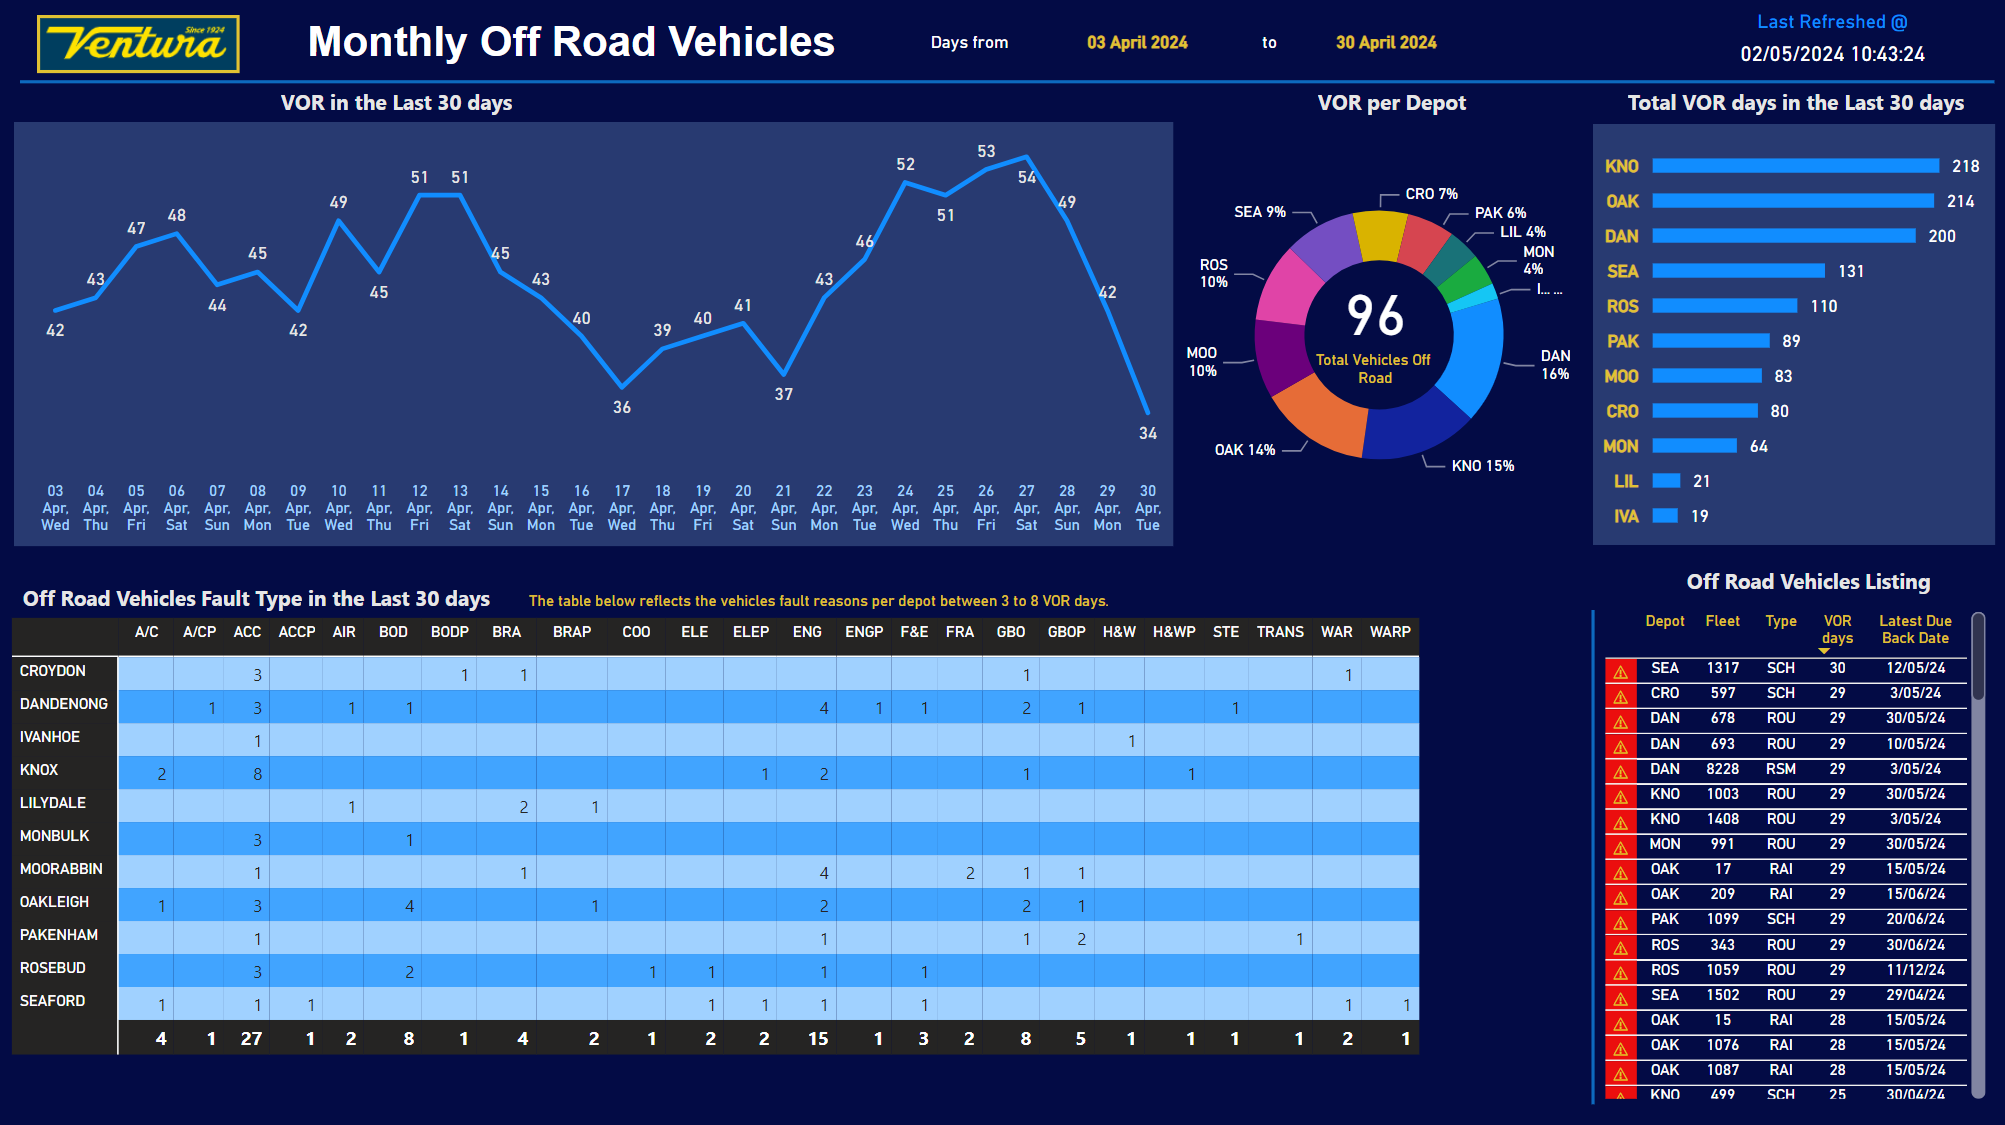 Ventura
Since 1924
Monthly Off Road Vehicles
Days from 03 April 2024 to 30 April 2024
Last Refreshed @
02/05/2024 10:43:24
VOR in the Last 30 days
42 43 47 48 44 45 42 49 45 51 51 45 43 40 36 39 40 41 37 43 46 52 51 53 54 49 42 34
03 04 05 06 07 08 09 10 11 12 13 14 15 16 17 18 19 20 21 22 23 24 25 26 27 28 29 30
Apr, Apr, Apr, Apr, Apr, Apr, Apr, Apr, Apr, Apr, Apr, Apr, Apr, Apr, Apr, Apr, Apr, Apr, Apr, Apr, Apr, Apr, Apr, Apr, Apr, Apr, Apr, Apr,
Wed Thu Fri Sat Sun Mon Tue Wed Thu Fri Sat Sun Mon Tue Wed Thu Fri Sat Sun Mon Tue Wed Thu Fri Sat Sun Mon Tue
VOR per Depot
CRO 7%
PAK 6%
LIL 4%
MON
4%
I... ...
DAN
16%
KNO 15%
OAK 14%
MOO
10%
ROS
10%
SEA 9%
96
Total Vehicles Off
Road
Total VOR days in the Last 30 days
KNO 218
OAK 214
DAN 200
SEA 131
ROS 110
PAK 89
MOO 83
CRO 80
MON 64
LIL 21
IVA 19
Off Road Vehicles Fault Type in the Last 30 days
The table below reflects the vehicles fault reasons per depot between 3 to 8 VOR days.
A/C A/CP ACC ACCP AIR BOD BODP BRA BRAP COO ELE ELEP ENG ENGP F&E FRA GBO GBOP H&W H&WP STE TRANS WAR WARP
CROYDON 3 1 1 1 1
DANDENONG 1 3 1 1 4 1 1 2 1 1
IVANHOE 1 1
KNOX 2 8 1 2 1 1
LILYDALE 1 2 1
MONBULK 3 1
MOORABBIN 1 1 4 2 1 1
OAKLEIGH 1 3 4 1 2 2 1
PAKENHAM 1 1 1 2 1
ROSEBUD 3 2 1 1 1 1
SEAFORD 1 1 1 1 1 1 1 1 1
4 1 27 1 2 8 1 4 2 1 2 2 15 1 3 2 8 5 1 1 1 1 2 1
Off Road Vehicles Listing
Depot Fleet Type VOR Latest Due
days Back Date
SEA 1317 SCH 30 12/05/24
CRO 597 SCH 29 3/05/24
DAN 678 ROU 29 30/05/24
DAN 693 ROU 29 10/05/24
DAN 8228 RSM 29 3/05/24
KNO 1003 ROU 29 30/05/24
KNO 1408 ROU 29 3/05/24
MON 991 ROU 29 30/05/24
OAK 17 RAI 29 15/05/24
OAK 209 RAI 29 15/06/24
PAK 1099 SCH 29 20/06/24
ROS 343 ROU 29 30/06/24
ROS 1059 ROU 29 11/12/24
SEA 1502 ROU 29 29/04/24
OAK 15 RAI 28 15/05/24
OAK 1076 RAI 28 15/05/24
OAK 1087 RAI 28 15/05/24
KNO 499 SCH 25 30/04/24